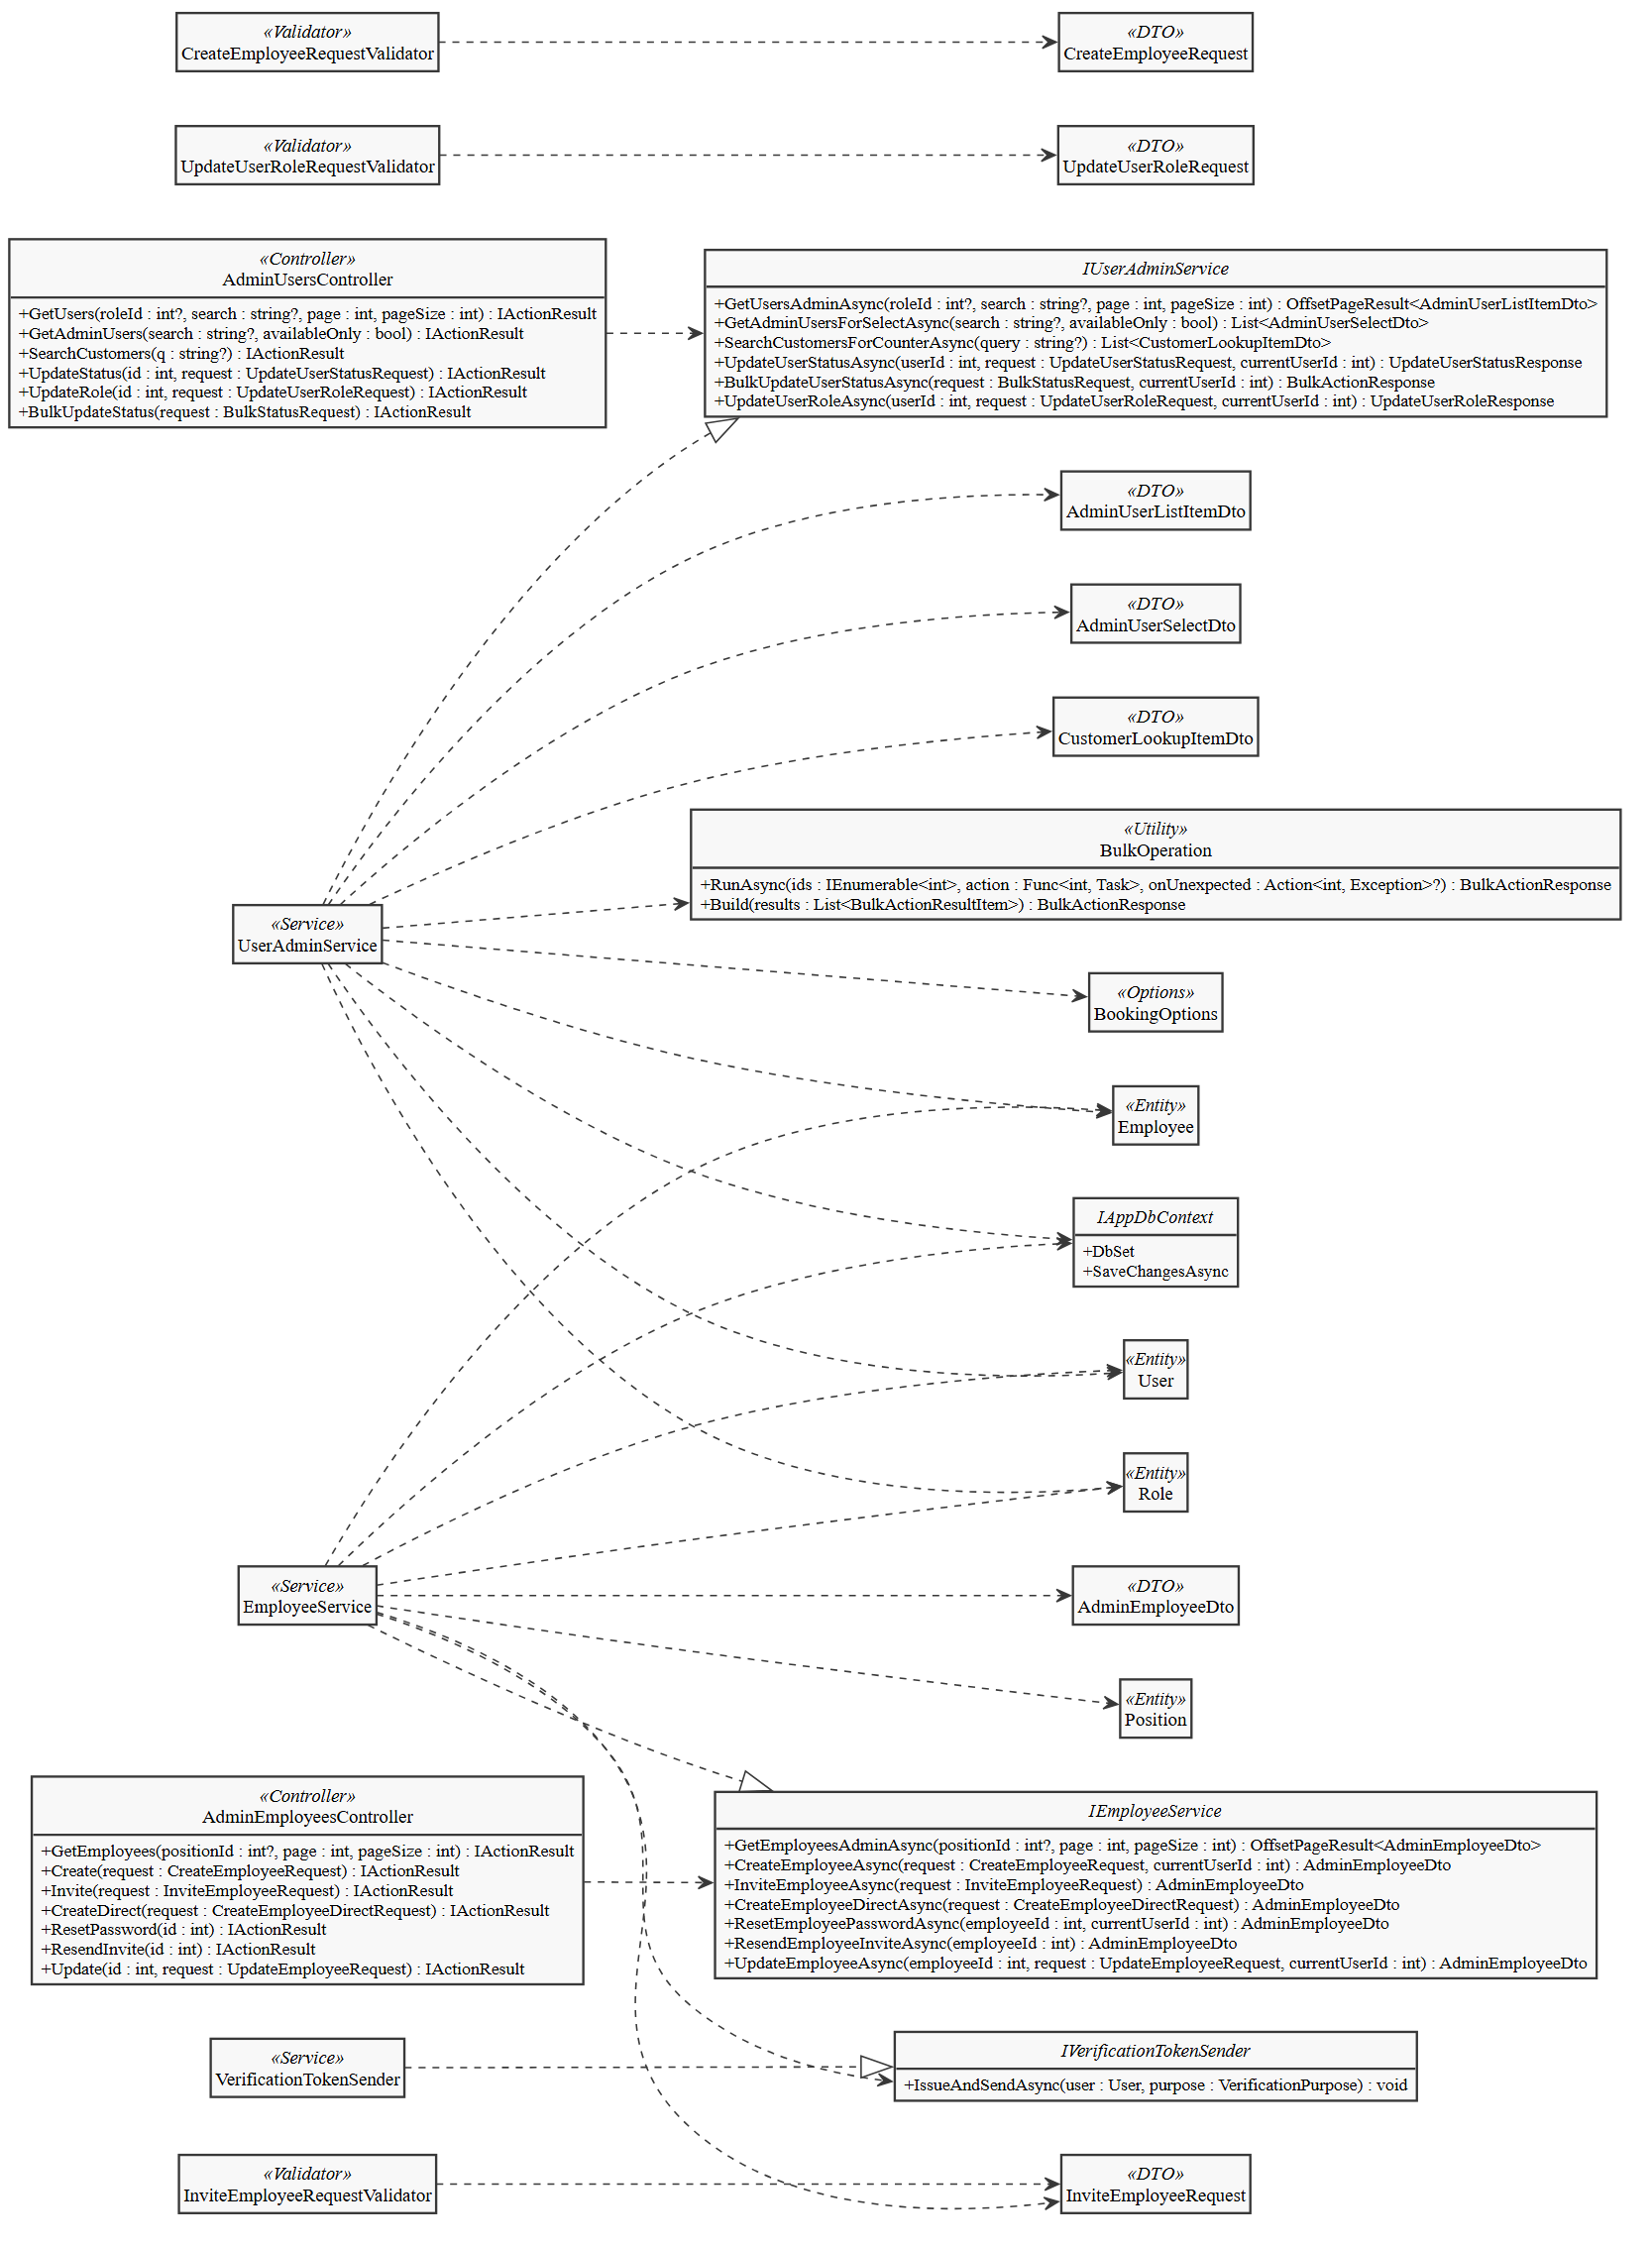 «Validator»
CreateEmployeeRequestValidator
«DTO»
CreateEmployeeRequest
«Validator»
UpdateUserRoleRequestValidator
«DTO»
UpdateUserRoleRequest
«Controller»
AdminUsersController
+GetUsers(roleId : int?, search : string?, page : int, pageSize : int) : IActionResult
+GetAdminUsers(search : string?, availableOnly : bool) : IActionResult
+SearchCustomers(q : string?) : IActionResult
+UpdateStatus(id : int, request : UpdateUserStatusRequest) : IActionResult
+UpdateRole(id : int, request : UpdateUserRoleRequest) : IActionResult
+BulkUpdateStatus(request : BulkStatusRequest) : IActionResult
IUserAdminService
+GetUsersAdminAsync(roleId : int?, search : string?, page : int, pageSize : int) : OffsetPageResult<AdminUserListItemDto>
+GetAdminUsersForSelectAsync(search : string?, availableOnly : bool) : List<AdminUserSelectDto>
+SearchCustomersForCounterAsync(query : string?) : List<CustomerLookupItemDto>
+UpdateUserStatusAsync(userId : int, request : UpdateUserStatusRequest, currentUserId : int) : UpdateUserStatusResponse
+BulkUpdateUserStatusAsync(request : BulkStatusRequest, currentUserId : int) : BulkActionResponse
+UpdateUserRoleAsync(userId : int, request : UpdateUserRoleRequest, currentUserId : int) : UpdateUserRoleResponse
«DTO»
AdminUserListItemDto
«DTO»
AdminUserSelectDto
«DTO»
CustomerLookupItemDto
«Utility»
BulkOperation
+RunAsync(ids : IEnumerable<int>, action : Func<int, Task>, onUnexpected : Action<int, Exception>?) : BulkActionResponse
+Build(results : List<BulkActionResultItem>) : BulkActionResponse
«Service»
UserAdminService
«Options»
BookingOptions
«Entity»
Employee
IAppDbContext
+DbSet
+SaveChangesAsync
«Entity»
User
«Entity»
Role
«Service»
EmployeeService
«DTO»
AdminEmployeeDto
«Entity»
Position
«Controller»
AdminEmployeesController
+GetEmployees(positionId : int?, page : int, pageSize : int) : IActionResult
+Create(request : CreateEmployeeRequest) : IActionResult
+Invite(request : InviteEmployeeRequest) : IActionResult
+CreateDirect(request : CreateEmployeeDirectRequest) : IActionResult
+ResetPassword(id : int) : IActionResult
+ResendInvite(id : int) : IActionResult
+Update(id : int, request : UpdateEmployeeRequest) : IActionResult
IEmployeeService
+GetEmployeesAdminAsync(positionId : int?, page : int, pageSize : int) : OffsetPageResult<AdminEmployeeDto>
+CreateEmployeeAsync(request : CreateEmployeeRequest, currentUserId : int) : AdminEmployeeDto
+InviteEmployeeAsync(request : InviteEmployeeRequest) : AdminEmployeeDto
+CreateEmployeeDirectAsync(request : CreateEmployeeDirectRequest) : AdminEmployeeDto
+ResetEmployeePasswordAsync(employeeId : int, currentUserId : int) : AdminEmployeeDto
+ResendEmployeeInviteAsync(employeeId : int) : AdminEmployeeDto
+UpdateEmployeeAsync(employeeId : int, request : UpdateEmployeeRequest, currentUserId : int) : AdminEmployeeDto
«Service»
VerificationTokenSender
IVerificationTokenSender
+IssueAndSendAsync(user : User, purpose : VerificationPurpose) : void
«Validator»
InviteEmployeeRequestValidator
«DTO»
InviteEmployeeRequest